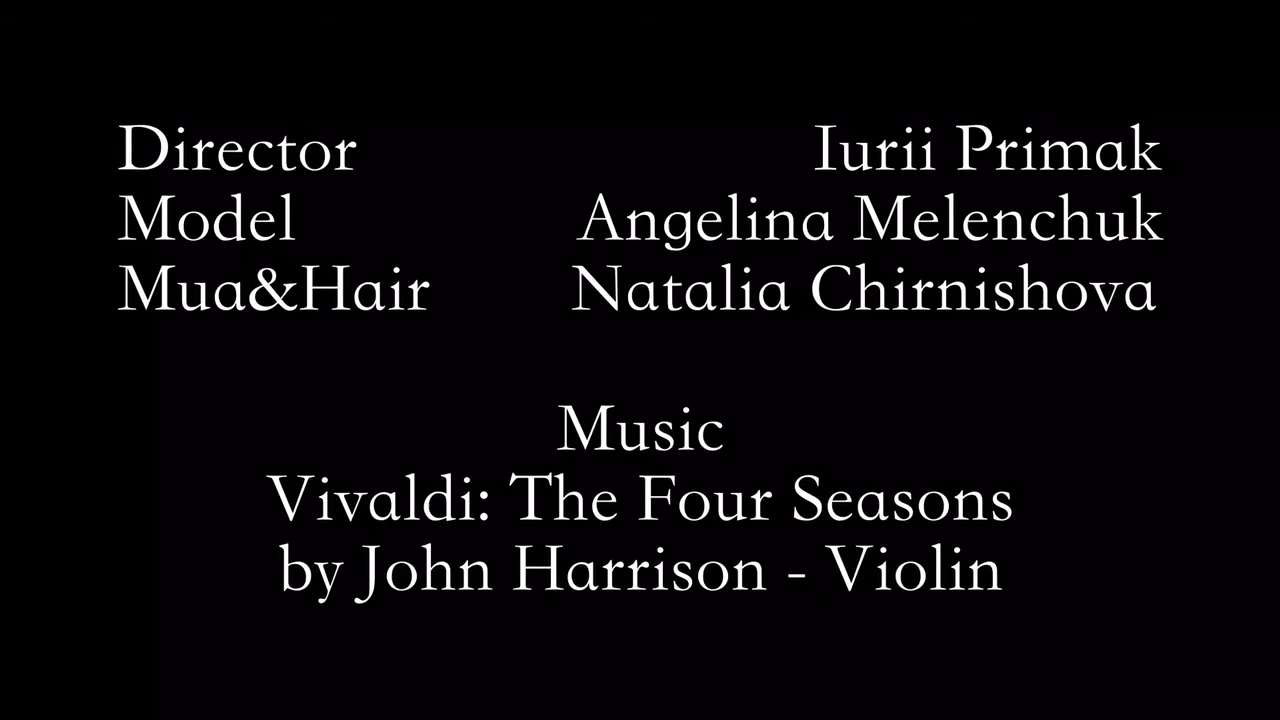 Director Iurii Primak
Model Angelina Melenchuk
Mua&Hair Natalia Chirnishova
Music
Vivaldi: The Four Seasons
by John Harrison - Violin